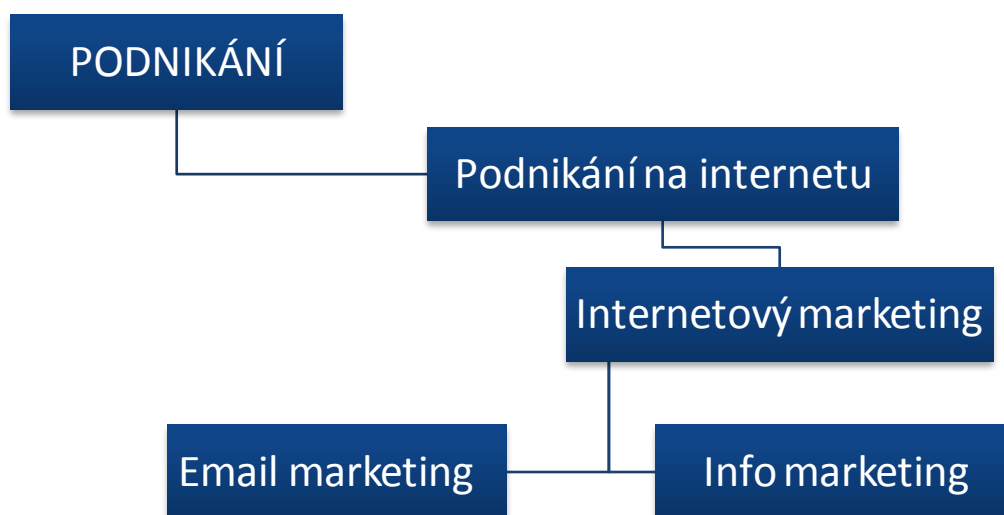 PODNIKÁNÍ
Podnikání na internetu
Internetový marketing
Email marketing
Info marketing